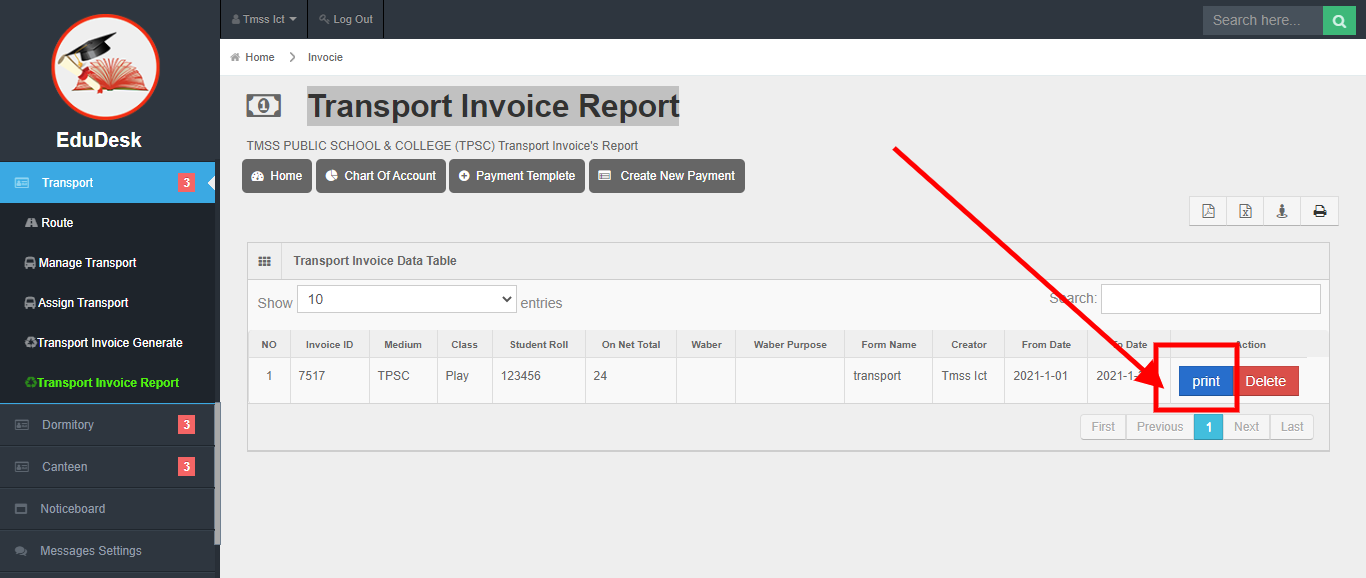 Tmss Ict
Log Out
Search here...
EduDesk
Home
Invocie
Transport Invoice Report
TMSS PUBLIC SCHOOL & COLLEGE (TPSC) Transport Invoice's Report
Home
Chart Of Account
Payment Templete
Create New Payment
Transport 3
Route
Manage Transport
Assign Transport
Transport Invoice Generate
Transport Invoice Report
Dormitory 3
Canteen 3
Noticeboard
Messages Settings
Transport Invoice Data Table
Show 10 entries
Search:
NO Invoice ID Medium Class Student Roll On Net Total Waber Waber Purpose Form Name Creator From Date To Date Action
1 7517 TPSC Play 123456 24 transport Tmss Ict 2021-1-01 print Delete
First Previous 1 Next Last